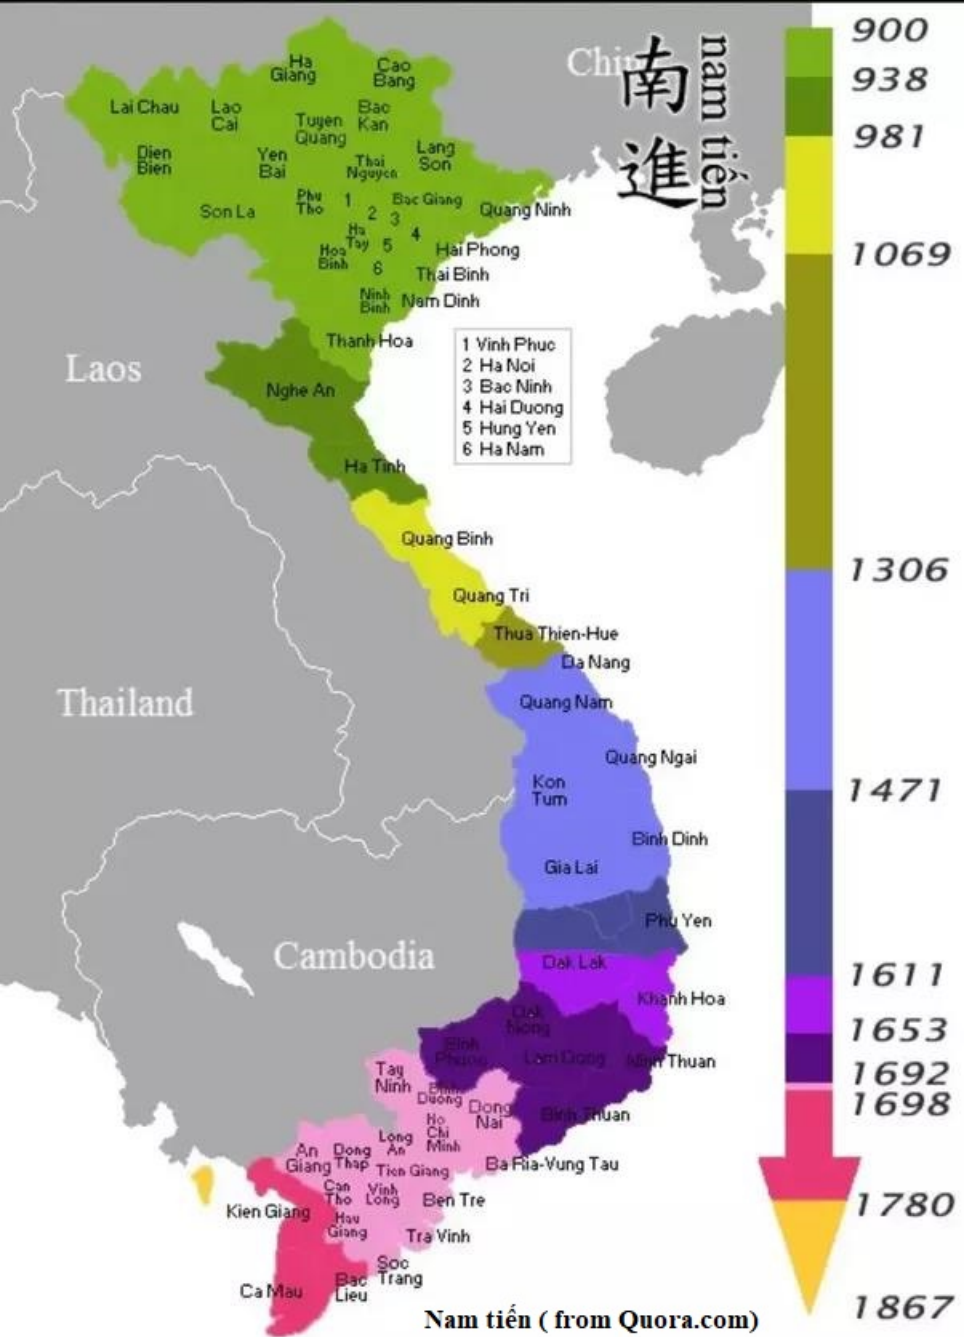 900
Ha
Giang
Cao
Bang
China
南
進
nam tiến
938
Lai Chau
Lao
Cai
Bac
Kan
Tuyen
Quang
981
Dien
Bien
Yen
Bai
Thai
Nguyen
Lang
Son
Son La
Phu
Tho
1
2
3
4
5
6
Bac Giang
Quang Ninh
Ha
Tay
Hoa
Binh
Hai Phong
1069
Thai Binh
Ninh
Binh
Nam Dinh
Thanh Hoa
1 Vinh Phuc
2 Ha Noi
3 Bac Ninh
4 Hai Duong
5 Hung Yen
6 Ha Nam
Laos
Nghe An
Ha Tinh
Quang Binh
1306
Quang Tri
Thua Thien-Hue
Da Nang
Thailand
Quang Nam
Quang Ngai
Kon
Tum
1471
Binh Dinh
Gia Lai
Phu Yen
Cambodia
Dak Lak
1611
Khanh Hoa
Dak
Nong
1653
Binh
Phuoc
Lam Dong
Ninh Thuan
1692
Tay
Ninh
Binh
Duong
1698
Dong
Nai
Binh Thuan
Ho
Chi
Minh
Long
An
An
Giang
Dong
Thap
Tien Giang
Ba Ria-Vung Tau
Can
Tho
Vinh
Long
Ben Tre
1780
Kien Giang
Hau
Giang
Tra Vinh
Soc
Trang
Bac
Lieu
Ca Mau
1867
Nam tiến ( from Quora.com)